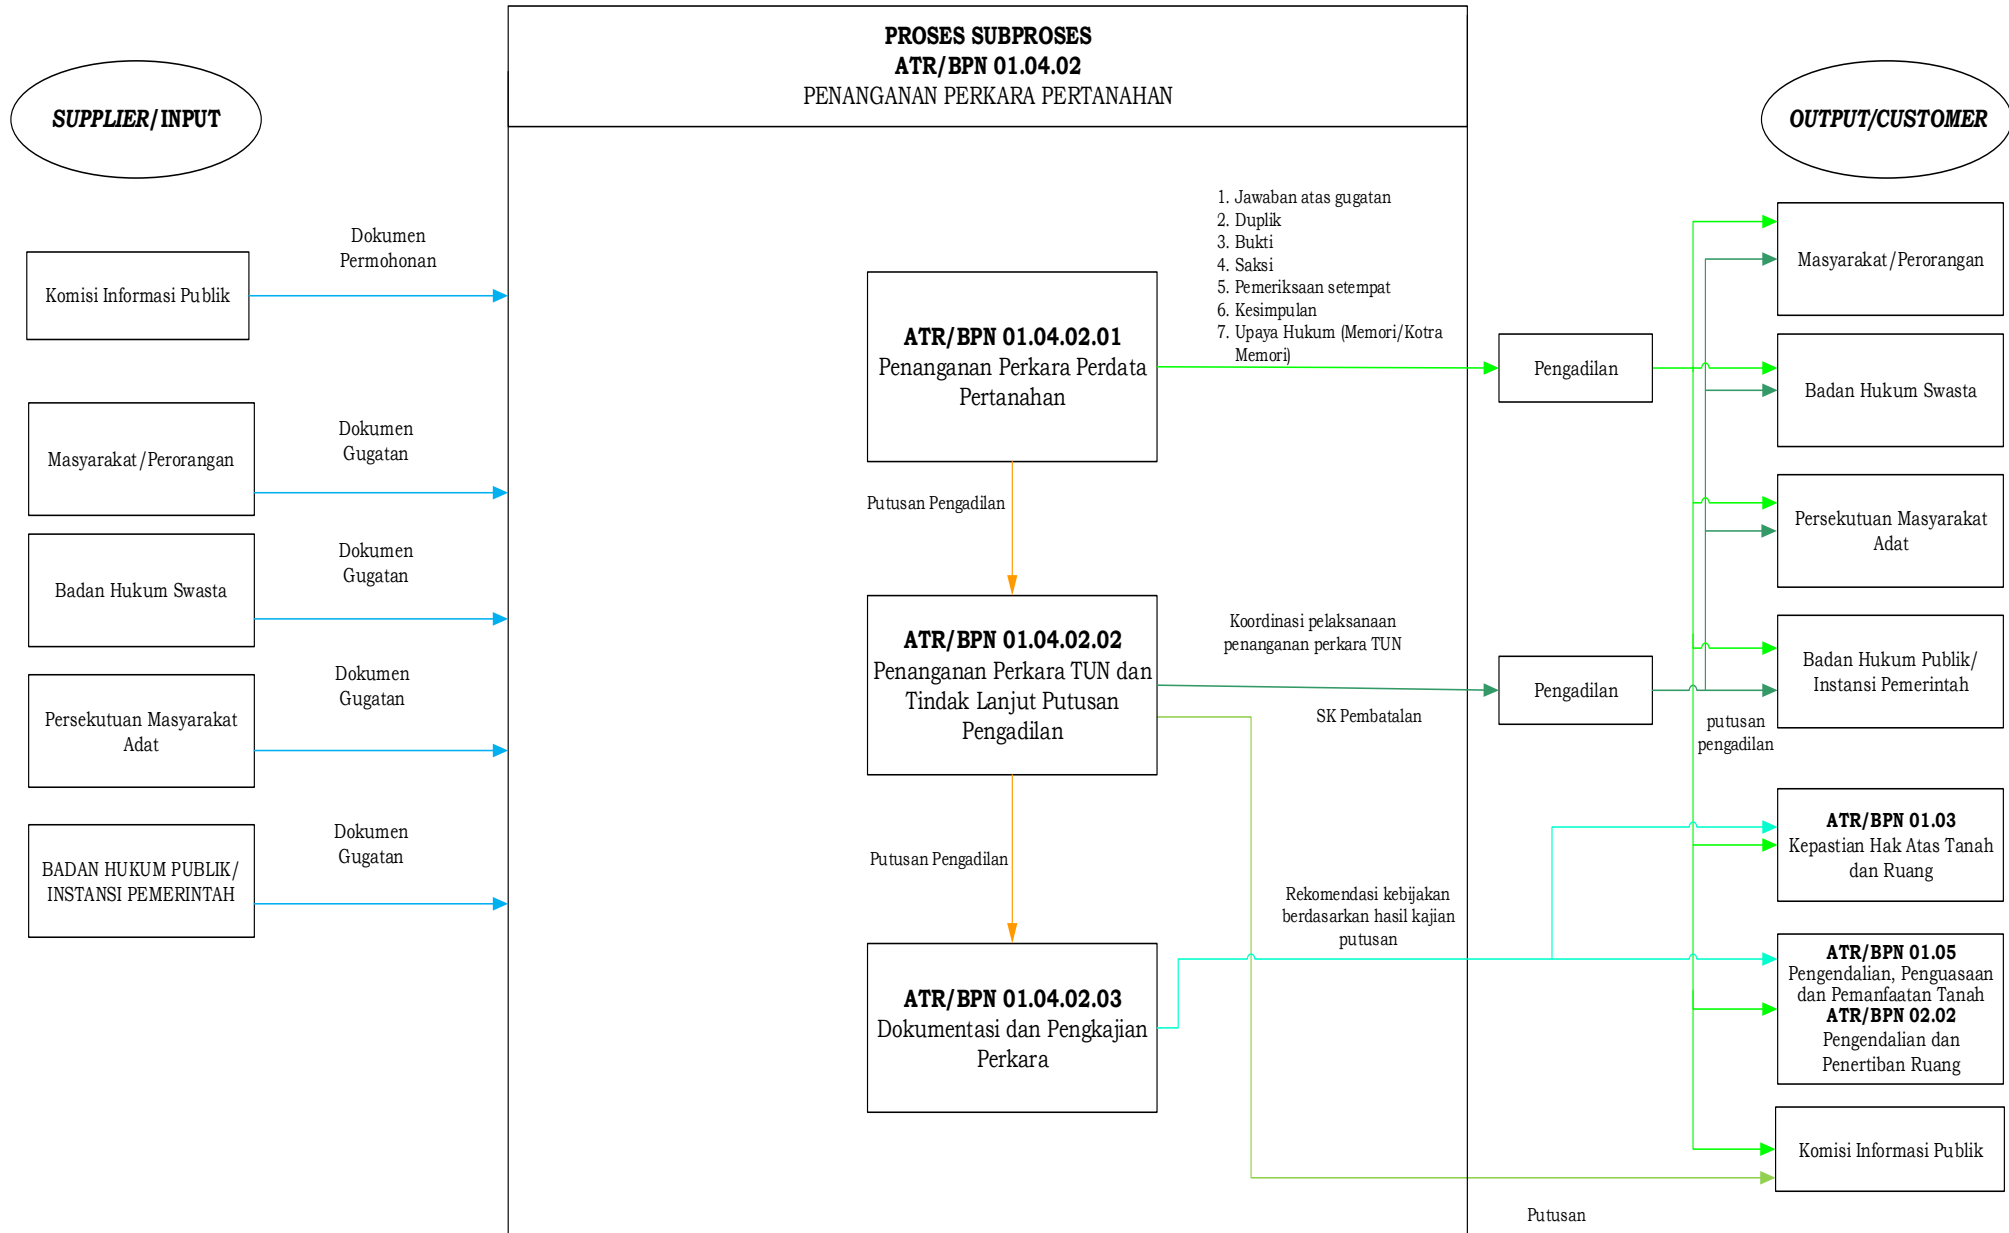 PROSES SUBPROSES
ATR/BPN 01.04.02
PENANGANAN PERKARA PERTANAHAN
SUPPLIER/INPUT
OUTPUT/CUSTOMER
Komisi Informasi Publik
Dokumen
Permohonan
Masyarakat/Perorangan
Dokumen
Gugatan
Badan Hukum Swasta
Dokumen
Gugatan
Persekutuan Masyarakat
Adat
Dokumen
Gugatan
BADAN HUKUM PUBLIK/
INSTANSI PEMERINTAH
Dokumen
Gugatan
ATR/BPN 01.04.02.01
Penanganan Perkara Perdata
Pertanahan
1. Jawaban atas gugatan
2. Duplik
3. Bukti
4. Saksi
5. Pemeriksaan setempat
6. Kesimpulan
7. Upaya Hukum (Memori/Kotra
Memori)
Pengadilan
Putusan Pengadilan
ATR/BPN 01.04.02.02
Penanganan Perkara TUN dan
Tindak Lanjut Putusan
Pengadilan
Koordinasi pelaksanaan
penanganan perkara TUN
SK Pembatalan
Pengadilan
putusan
pengadilan
Putusan Pengadilan
ATR/BPN 01.04.02.03
Dokumentasi dan Pengkajian
Perkara
Rekomendasi kebijakan
berdasarkan hasil kajian
putusan
Masyarakat/Perorangan
Badan Hukum Swasta
Persekutuan Masyarakat
Adat
Badan Hukum Publik/
Instansi Pemerintah
ATR/BPN 01.03
Kepastian Hak Atas Tanah
dan Ruang
ATR/BPN 01.05
Pengendalian, Penguasaan
dan Pemanfaatan Tanah
ATR/BPN 02.02
Pengendalian dan
Penertiban Ruang
Komisi Informasi Publik
Putusan